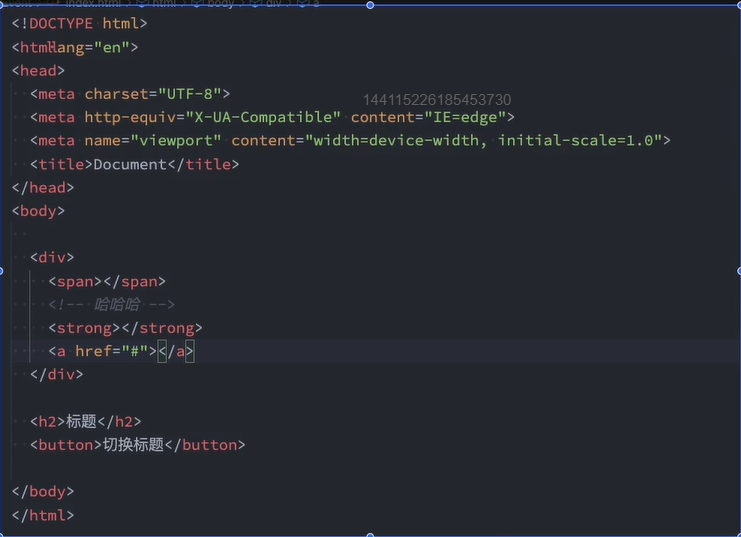 index.html > html > body > div > a
<!DOCTYPE html>
<html lang="en">
<head>
<meta charset="UTF-8">
144115226185453730
<meta http-equiv="X-UA-Compatible" content="IE=edge">
<meta name="viewport" content="width=device-width, initial-scale=1.0">
<title>Document</title>
</head>
<body>
<div>
<span></span>
<!-- 哈哈哈 -->
<strong></strong>
<a href="#"></a>
</div>
<h2>标题</h2>
<button>切换标题</button>
</body>
</html>